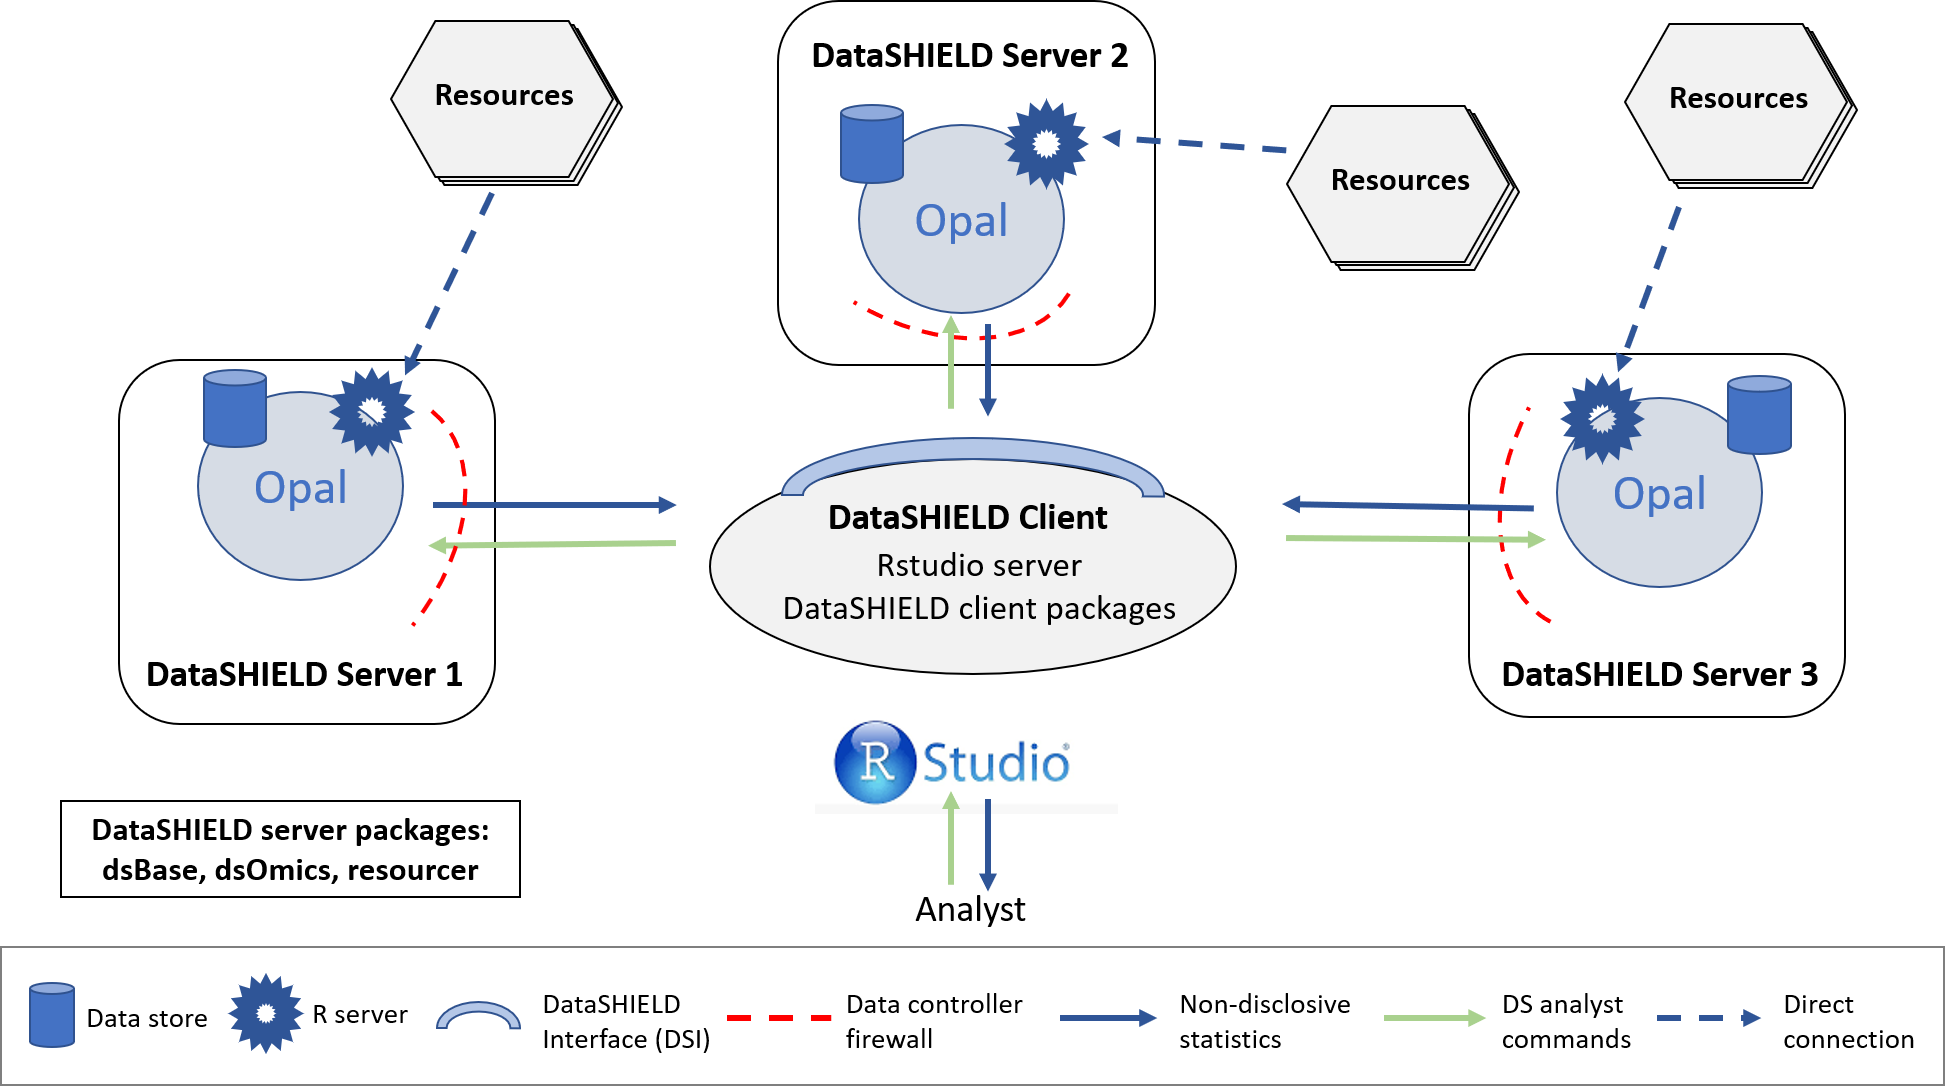 Resources
DataSHIELD Server 2
Resources
Resources
Opal
Opal
Opal
DataSHIELD Client
Rstudio server
DataSHIELD client packages
DataSHIELD Server 1
DataSHIELD Server 3
R Studio®
DataSHIELD server packages:
dsBase, dsOmics, resourcer
Analyst
Data store
R server
DataSHIELD
Interface (DSI)
Data controller
firewall
Non-disclosive
statistics
DS analyst
commands
Direct
connection